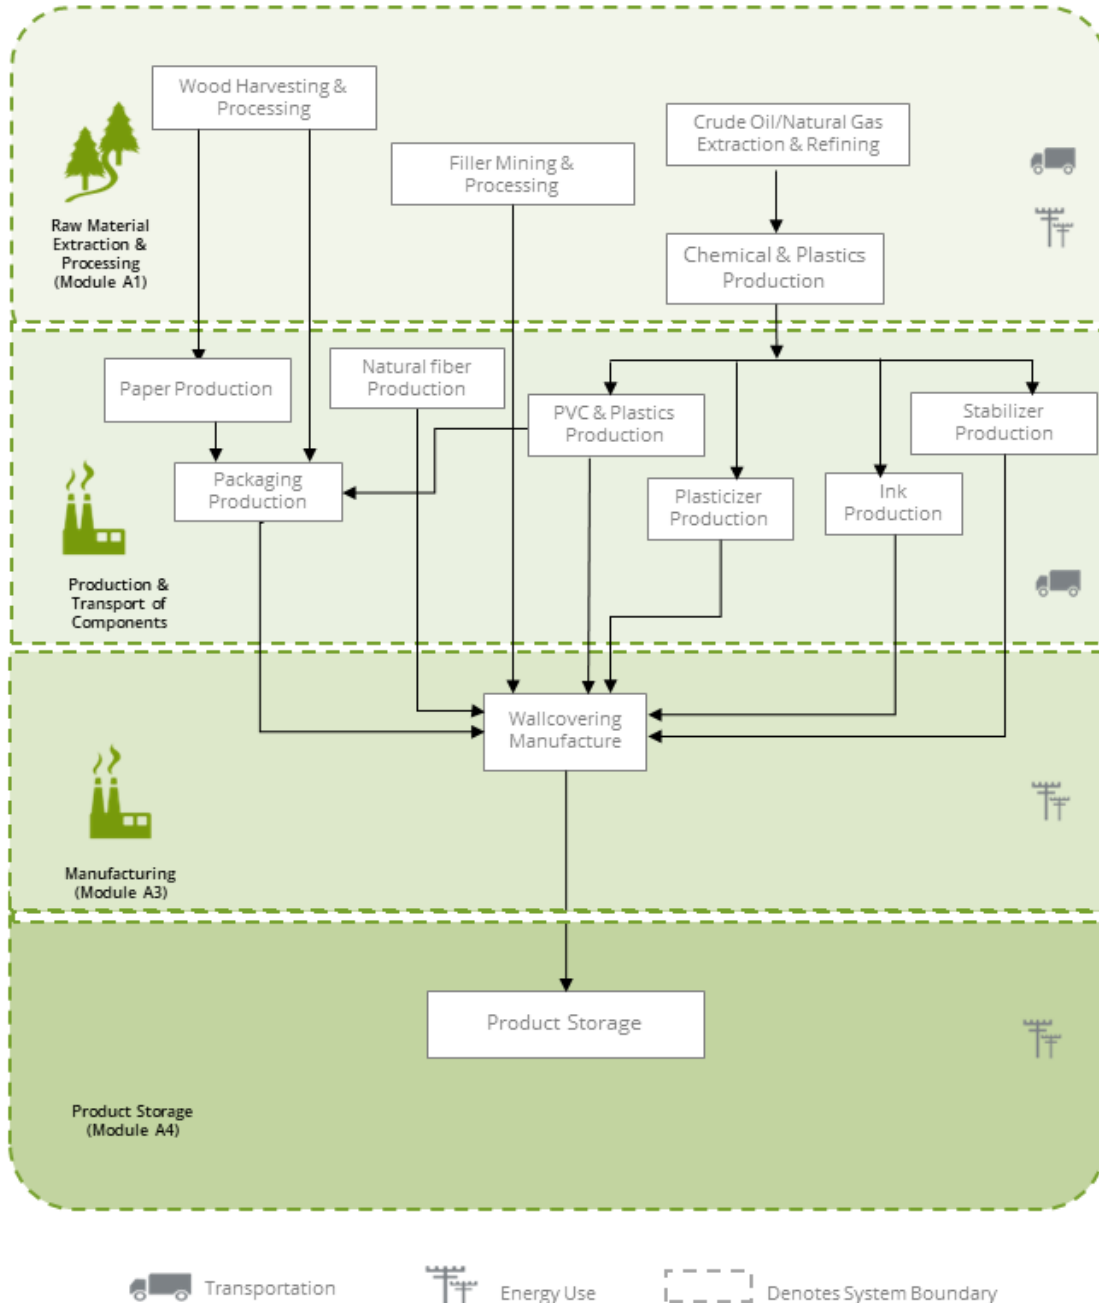 Wood Harvesting &
Processing
Crude Oil/Natural Gas
Extraction & Refining
Filler Mining &
Processing
Raw Material
Extraction &
Processing
(Module A1)
Chemical & Plastics
Production
Paper Production
Natural fiber
Production
PVC & Plastics
Production
Stabilizer
Production
Packaging
Production
Plasticizer
Production
Ink
Production
Production &
Transport of
Components
Wallcovering
Manufacture
Manufacturing
(Module A3)
Product Storage
Product Storage
(Module A4)
Transportation
Energy Use
Denotes System Boundary